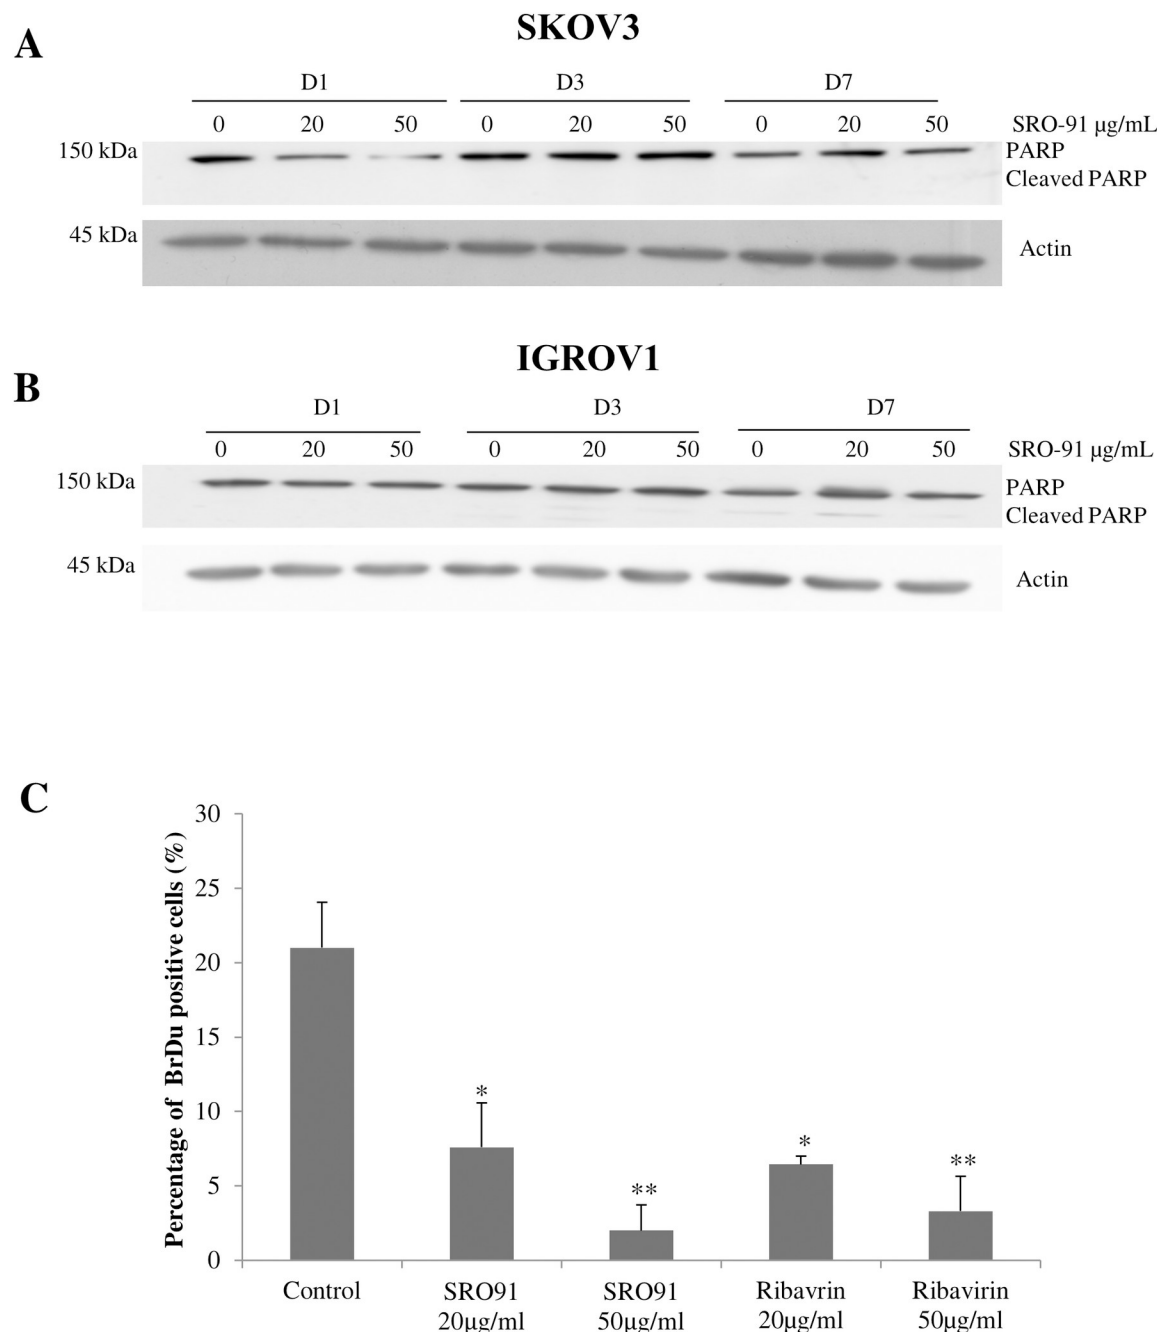 A
SKOV3
D1 D3 D7
0 20 50 0 20 50 0 20 50 SRO-91 µg/mL
150 kDa PARP
Cleaved PARP
45 kDa Actin
B
IGROV1
D1 D3 D7
0 20 50 0 20 50 0 20 50 SRO-91 µg/mL
150 kDa PARP
Cleaved PARP
45 kDa Actin
C
Percentage of BrDu positive cells (%)
30
25
20
15
10
5
0
*
**
*
**
Control SRO91 SRO91 Ribavrin Ribavirin
20µg/ml 50µg/ml 20µg/ml 50µg/ml